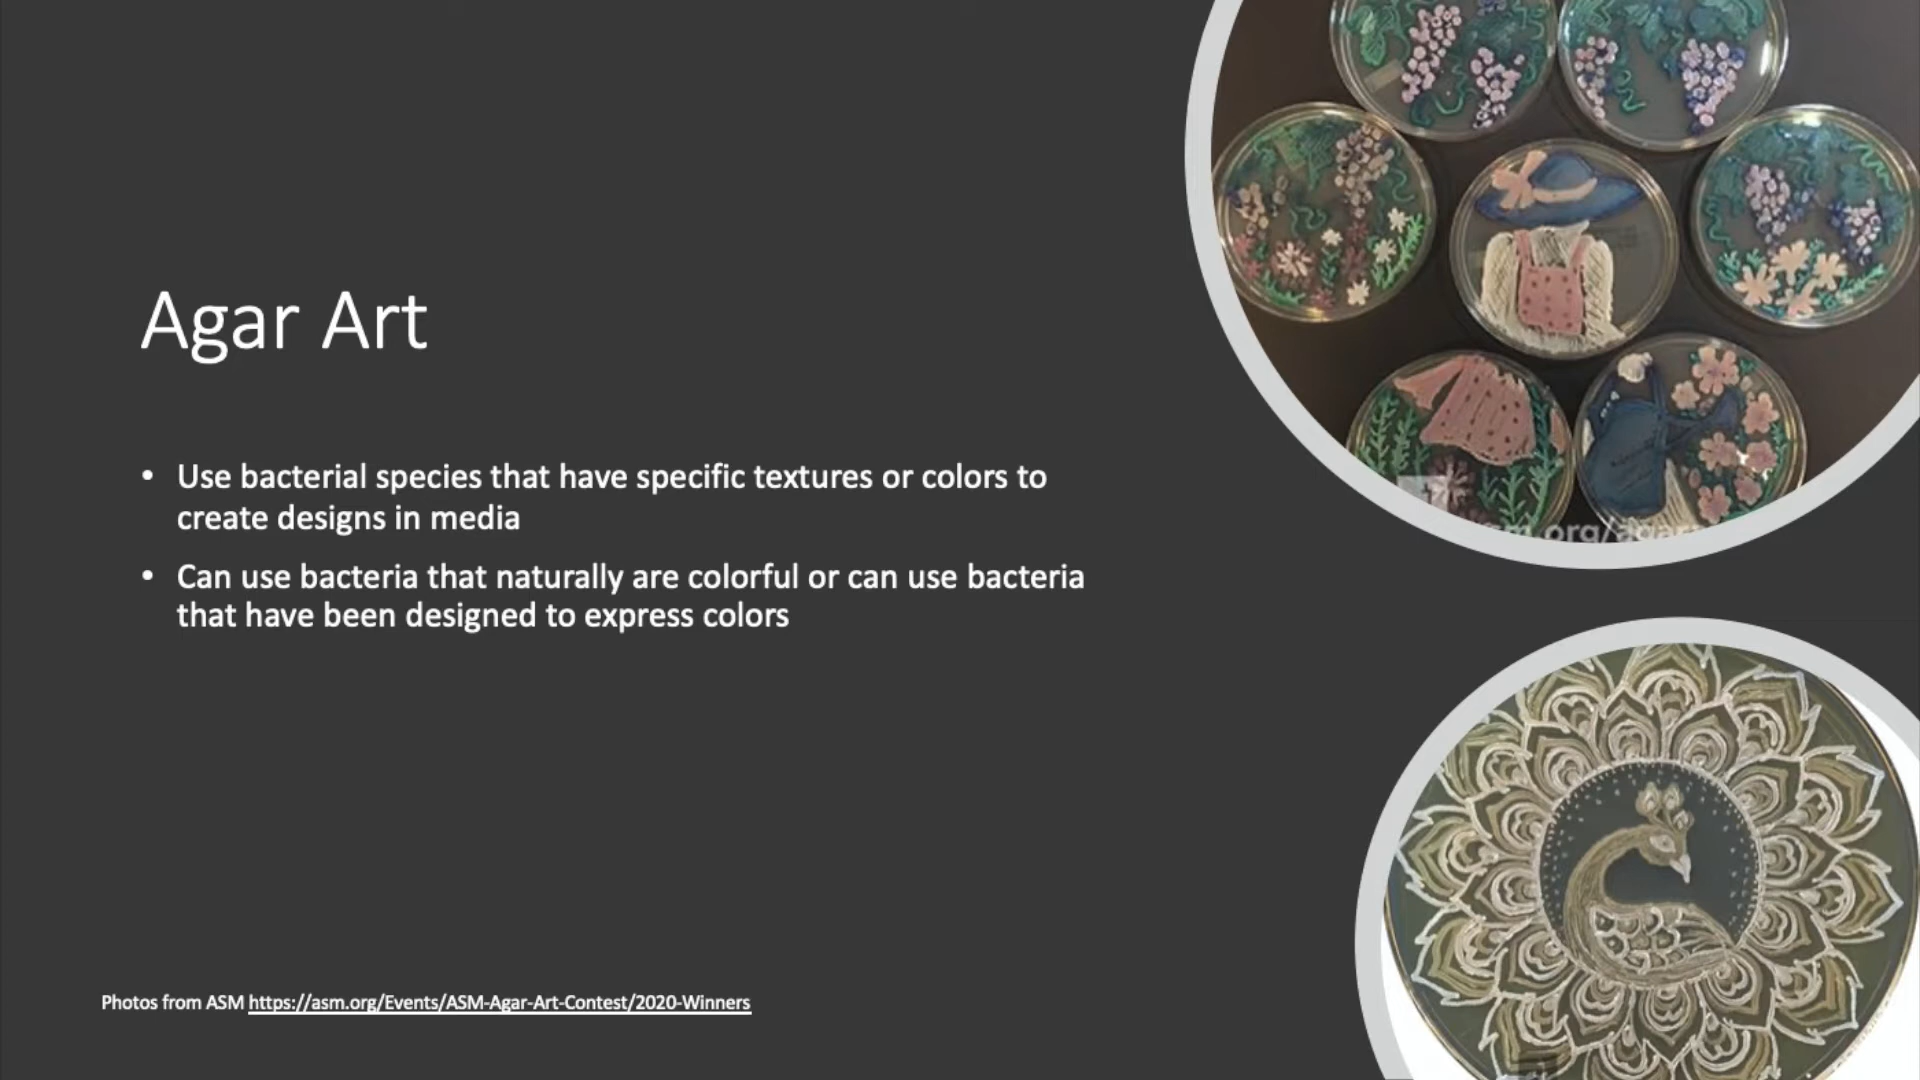 Agar Art
• Use bacterial species that have specific textures or colors to
create designs in media
• Can use bacteria that naturally are colorful or can use bacteria
that have been designed to express colors
Photos from ASM https://asm.org/Events/ASM-Agar-Art-Contest/2020-Winners